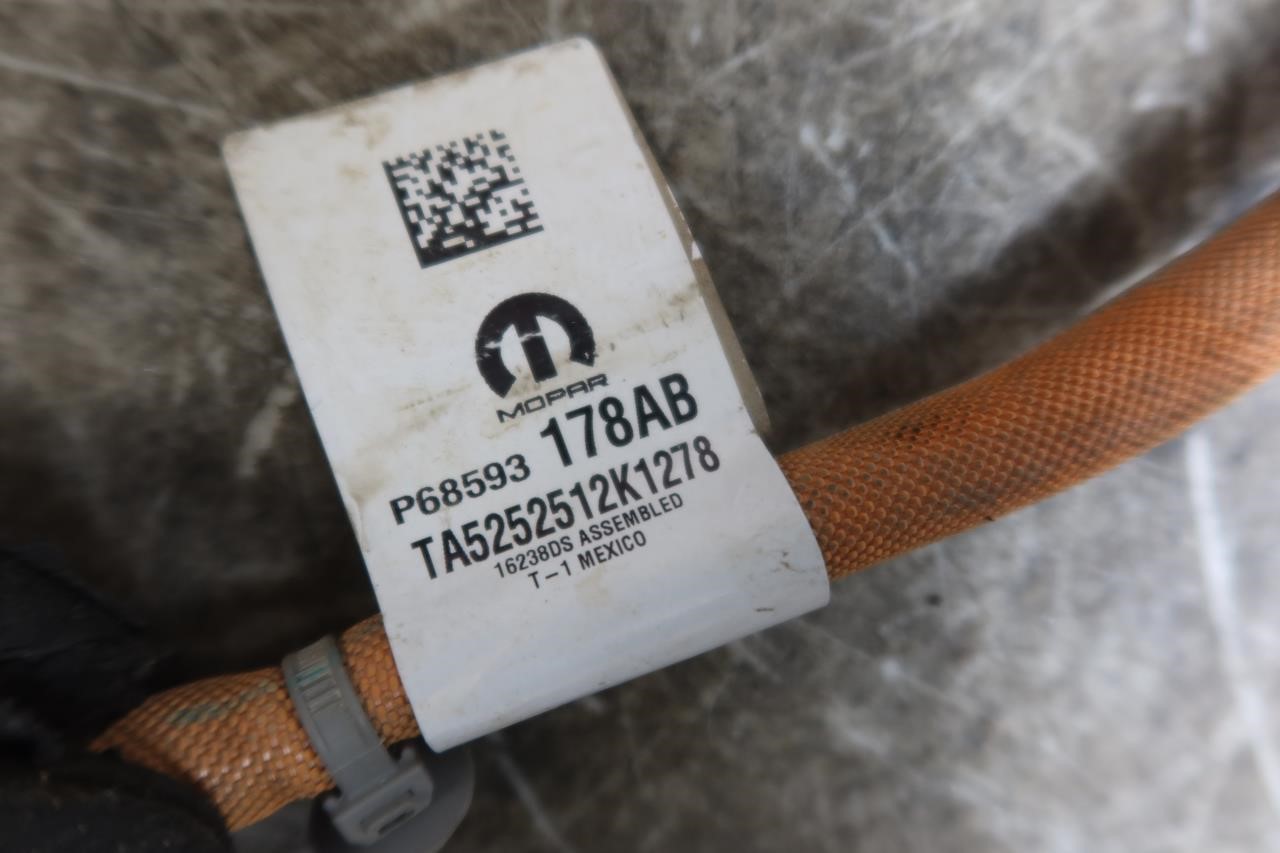 MOPAR
P68593 178AB
TA5252512K1278
16238DS ASSEMBLED
T-1 MEXICO